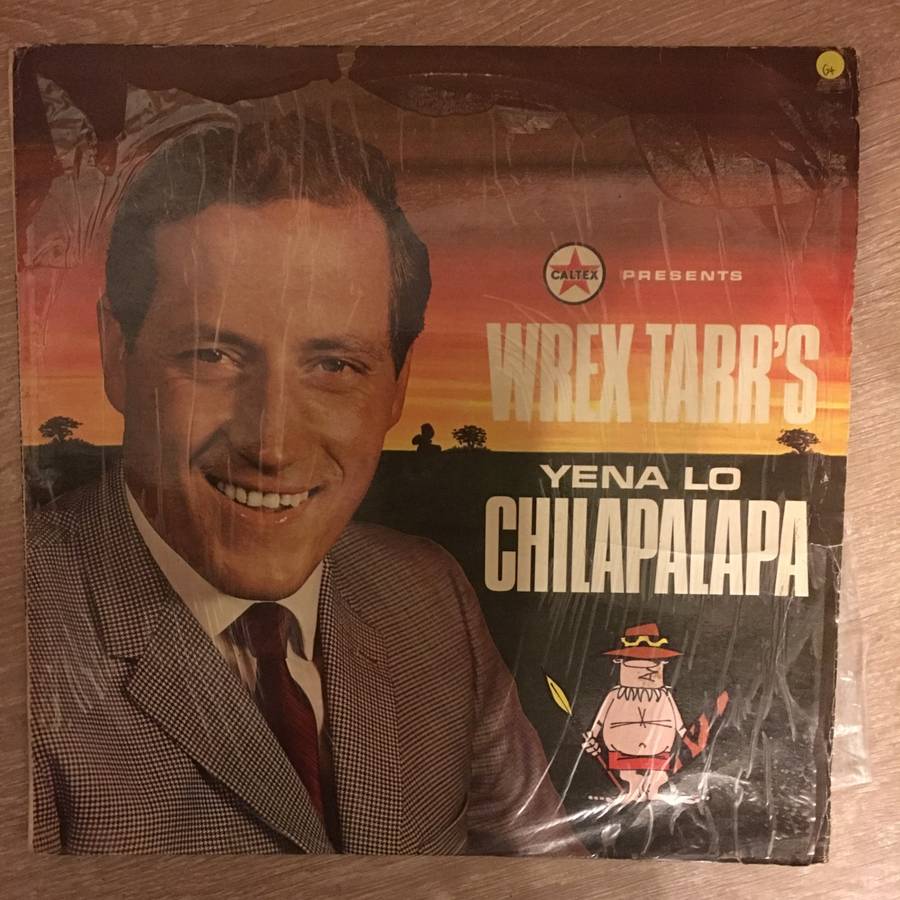 G+
CALTEX PRESENTS
WREX TARR'S
YENA LO
CHILAPALAPA